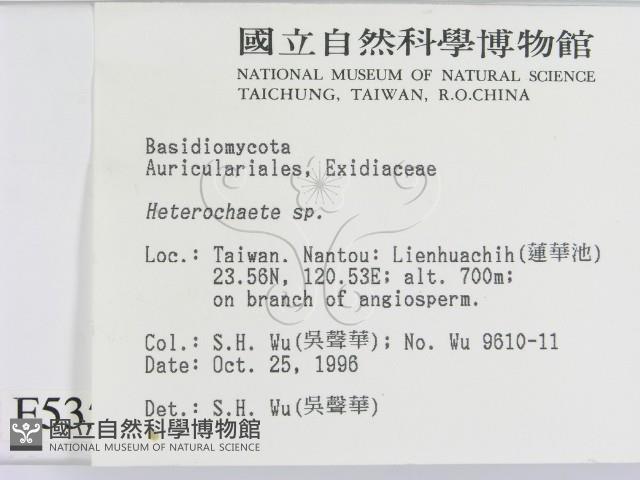 國立自然科學博物館
NATIONAL MUSEUM OF NATURAL SCIENCE
TAICHUNG, TAIWAN, R.O.CHINA
Basidiomycota
Auriculariales, Exidiaceae
Heterochaete sp.
Loc.: Taiwan. Nantou: Lienhuachih(蓮華池)
23.56N, 120.53E; alt. 700m;
on branch of angiosperm.
Col.: S.H. Wu(吳聲華); No. Wu 9610-11
Date: Oct. 25, 1996
Det.: S.H. Wu(吳聲華)
國立自然科學博物館
NATIONAL MUSEUM OF NATURAL SCIENCE